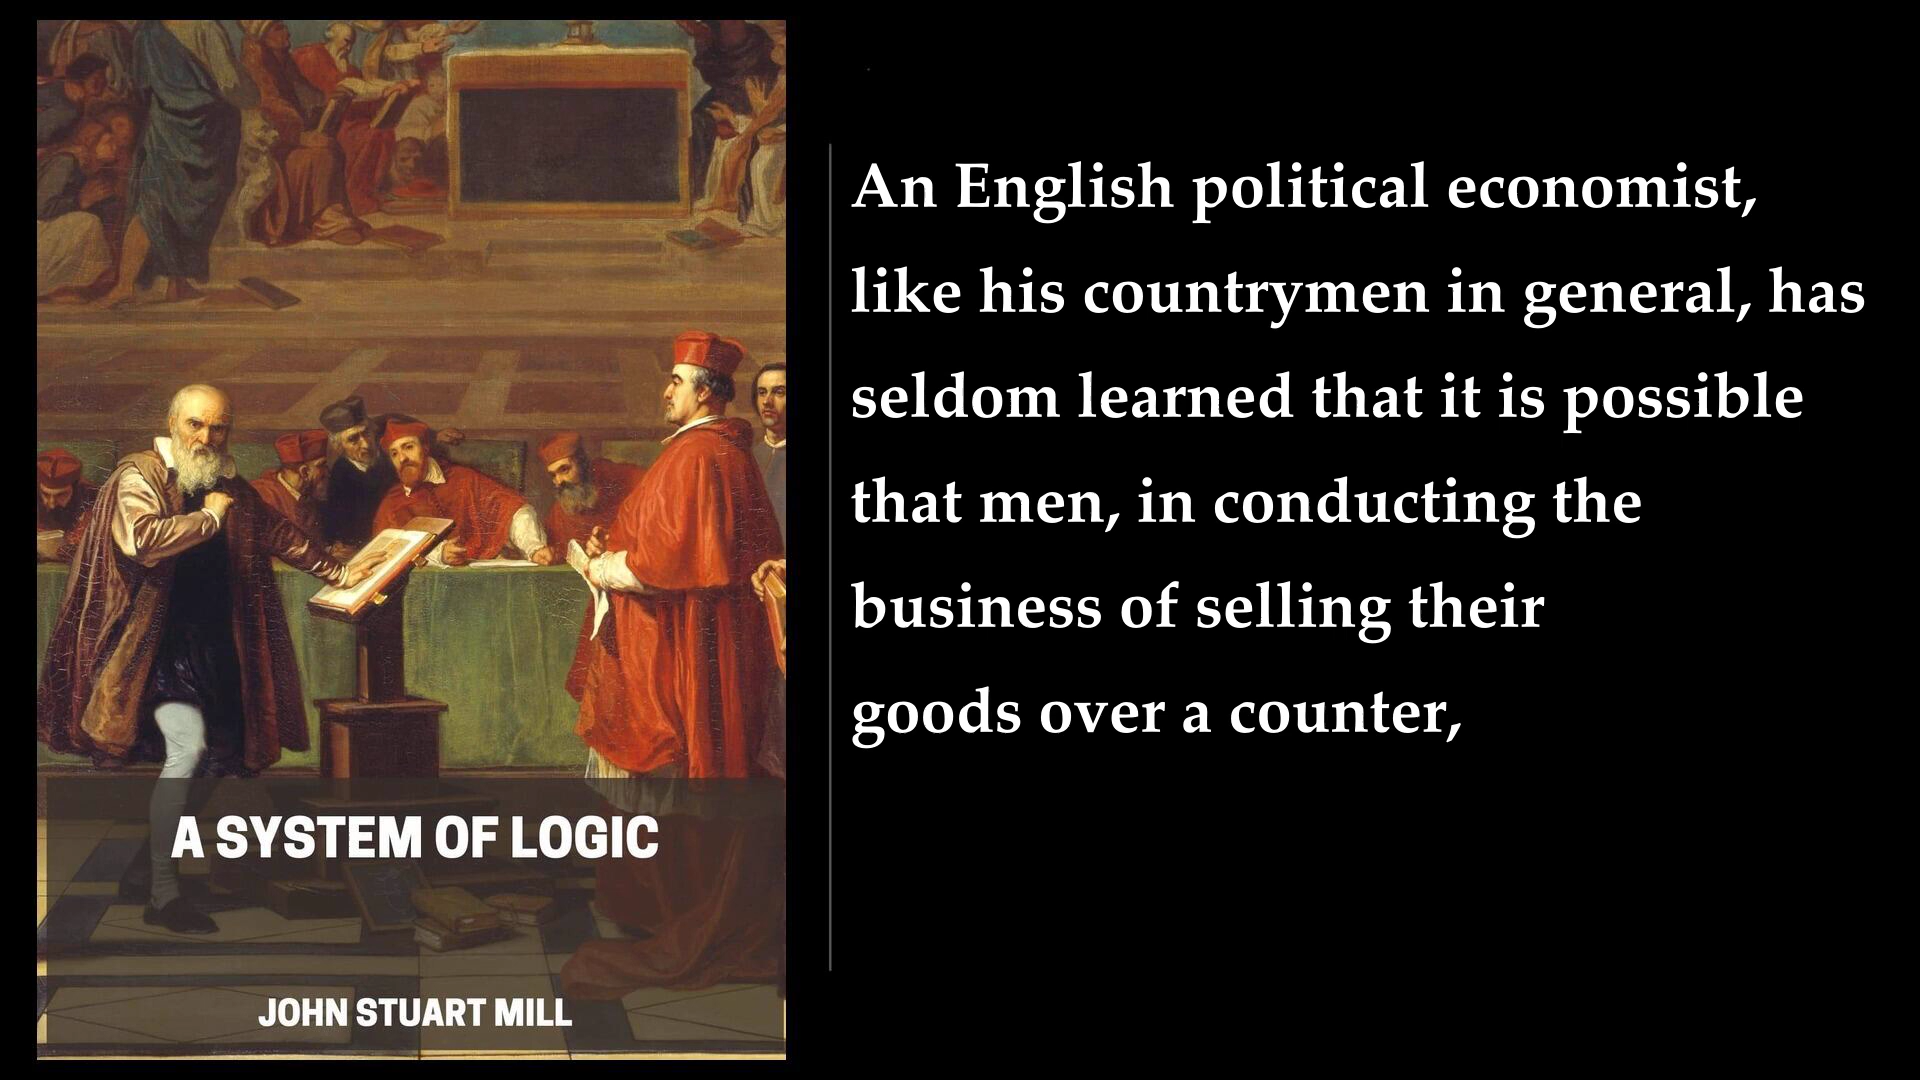 A SYSTEM OF LOGIC
JOHN STUART MILL
An English political economist,
like his countrymen in general, has
seldom learned that it is possible
that men, in conducting the
business of selling their
goods over a counter,